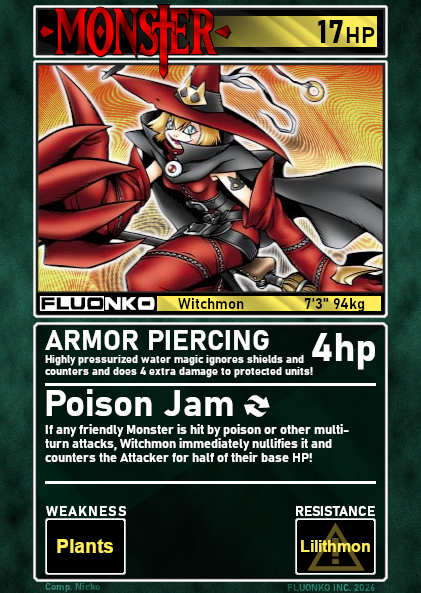 MONSTER
17HP
FLUONKO Witchmon 7'3" 94kg
ARMOR PIERCING 4hp
Highly pressurized water magic ignores shields and
counters and does 4 extra damage to protected units!
Poison Jam
If any friendly Monster is hit by poison or other multi-
turn attacks, Witchmon immediately nullifies it and
counters the Attacker for half of their base HP!
WEAKNESS RESISTANCE
Plants Lilithmon
Comp. Nicko FLUONKO INC. 2026